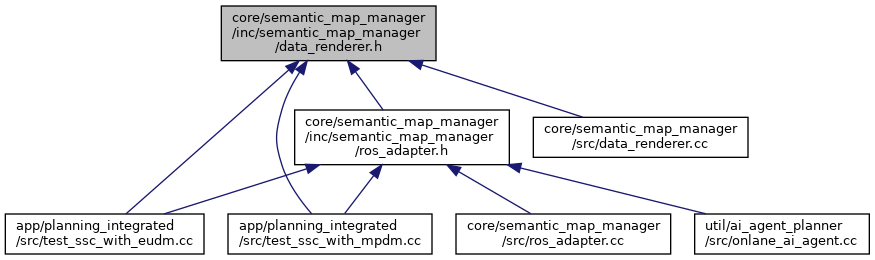 core/semantic_map_manager
/inc/semantic_map_manager
/data_renderer.h
core/semantic_map_manager
/inc/semantic_map_manager
/ros_adapter.h
core/semantic_map_manager
/src/data_renderer.cc
app/planning_integrated
/src/test_ssc_with_eudm.cc
app/planning_integrated
/src/test_ssc_with_mpdm.cc
core/semantic_map_manager
/src/ros_adapter.cc
util/ai_agent_planner
/src/onlane_ai_agent.cc